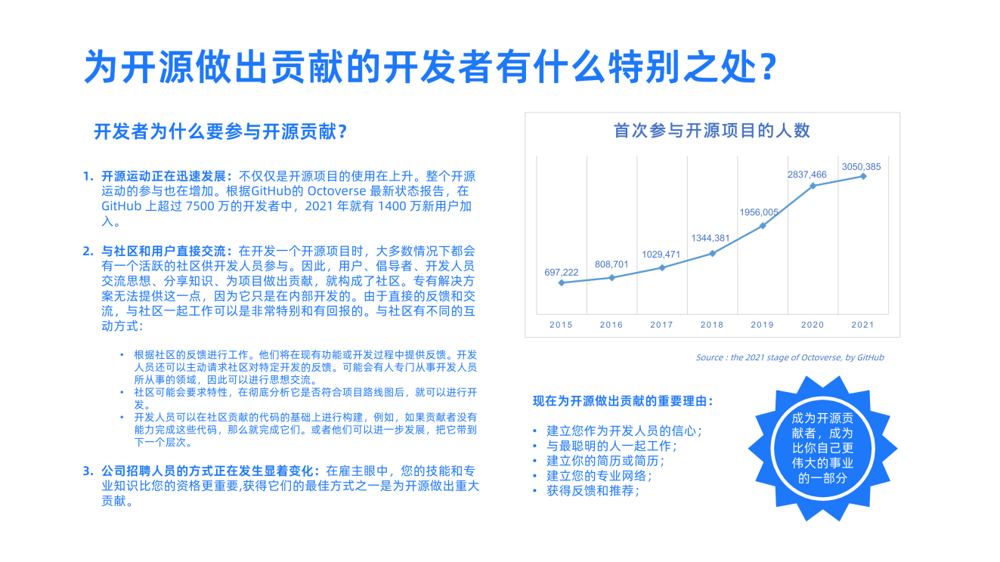 为开源做出贡献的开发者有什么特别之处？
开发者为什么要参与开源贡献？
1. 开源运动正在迅速发展：不仅仅是开源项目的使用在上升。整个开源
运动的参与也在增加。根据GitHub的 Octoverse 最新状态报告，在
GitHub 上超过 7500 万的开发者中，2021 年就有 1400 万新用户加
入。
2. 与社区和用户直接交流：在开发一个开源项目时，大多数情况下都会
有一个活跃的社区供开发人员参与。因此，用户、倡导者、开发人员
交流思想、分享知识、为项目做出贡献，就构成了社区。专有解决方
案无法提供这一点，因为它只是在内部开发的。由于直接的反馈和交
流，与社区一起工作可以是非常特别和有回报的。与社区有不同的互
动方式：
• 根据社区的反馈进行工作。他们将在现有功能或开发过程中提供反馈。开发
人员还可以主动请求社区对特定开发的反馈。可能会有人专门从事开发人员
所从事的领域，因此可以进行思想交流。
• 社区可能会要求特性，在彻底分析它是否符合项目路线图后，就可以进行开
发。
• 开发人员可以在社区贡献的代码的基础上进行构建，例如，如果贡献者没有
能力完成这些代码，那么就完成它们。或者他们可以进一步发展，把它带到
下一个层次。
3. 公司招聘人员的方式正在发生显着变化：在雇主眼中，您的技能和专
业知识比您的资格更重要,获得它们的最佳方式之一是为开源做出重大
贡献。
首次参与开源项目的人数
697,222
808,701
1029,471
1344,381
1956,005
2837,466
3050,385
2015 2016 2017 2018 2019 2020 2021
Source : the 2021 stage of Octoverse, by GitHub
现在为开源做出贡献的重要理由：
• 建立您作为开发人员的信心；
• 与最聪明的人一起工作；
• 建立你的简历或简历；
• 建立您的专业网络；
• 获得反馈和推荐；
成为开源贡
献者，成为
比你自己更
伟大的事业
的一部分